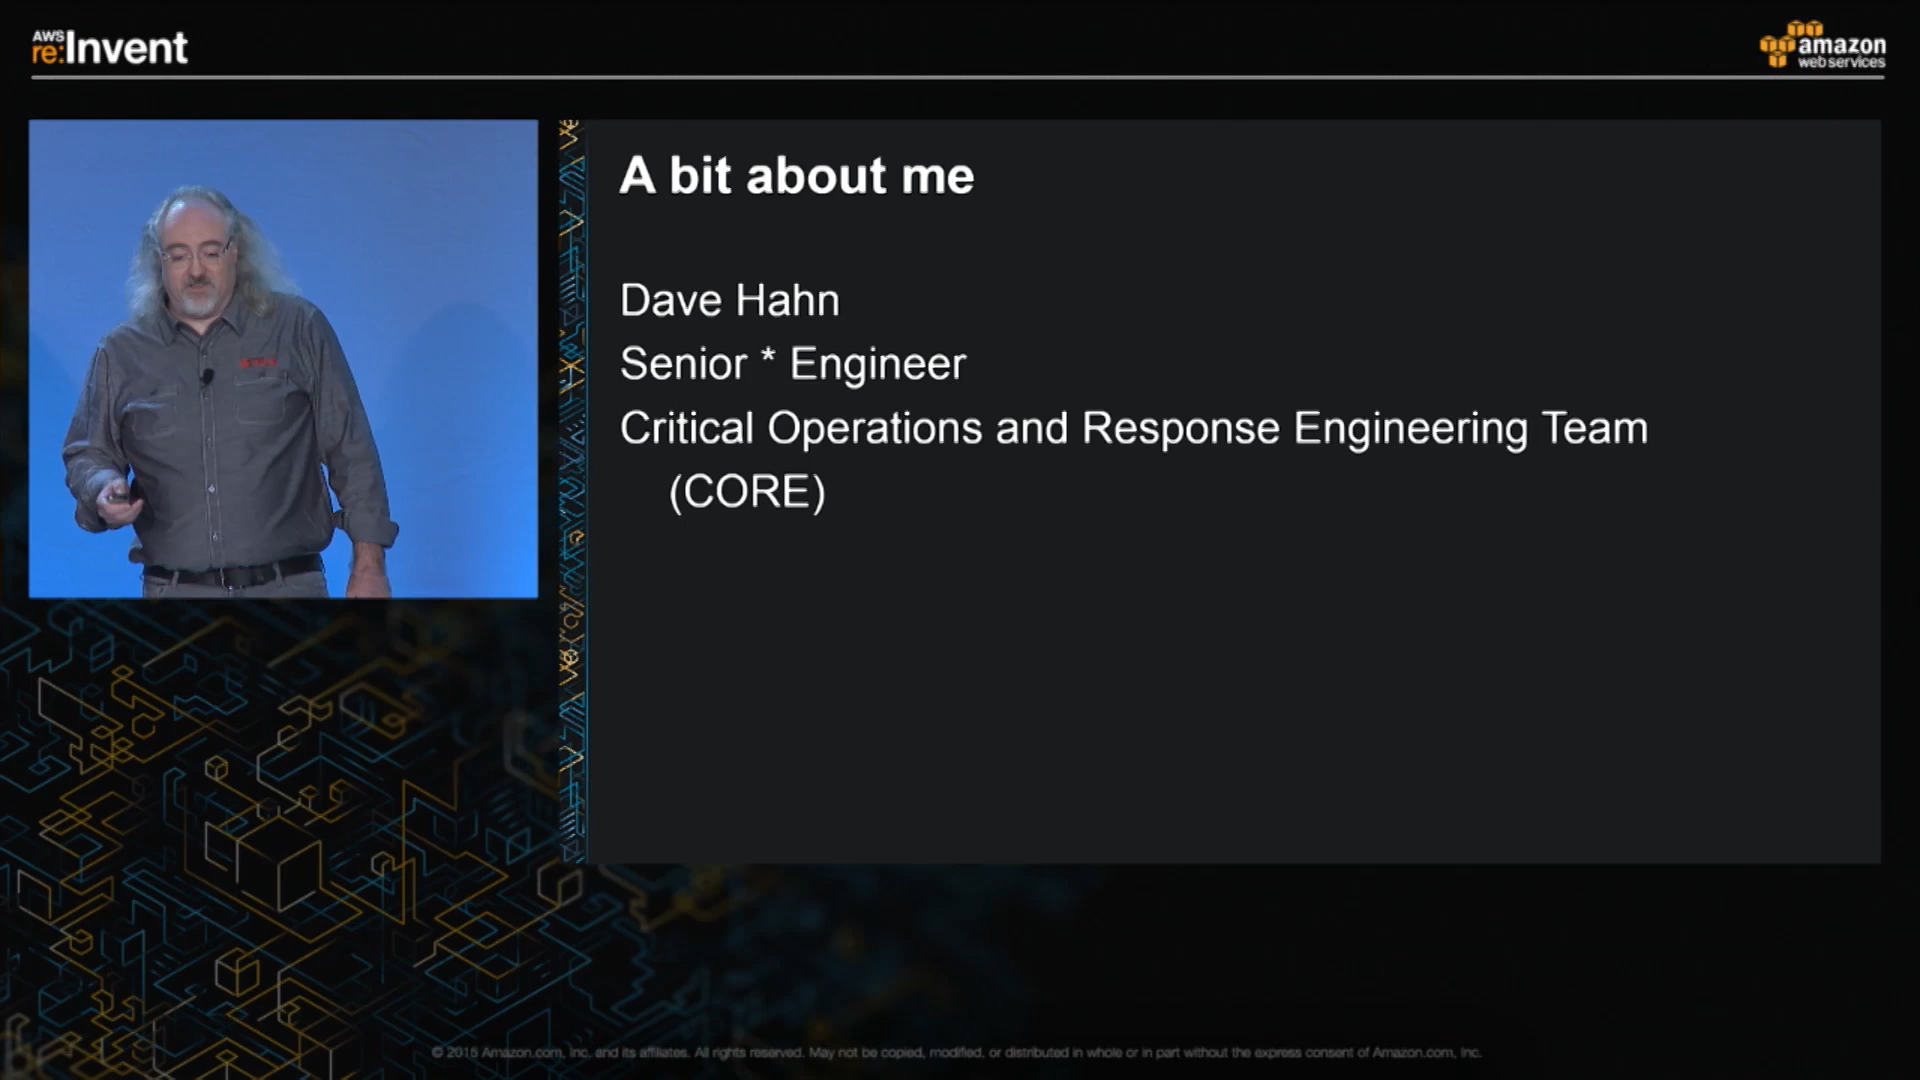 AWS
re:Invent
amazon
web services
A bit about me
Dave Hahn
Senior * Engineer
Critical Operations and Response Engineering Team
(CORE)
© 2015 Amazon.com, Inc. and its affiliates. All rights reserved. May not be copied, modified, or distributed in whole or in part without the express consent of Amazon.com, Inc.